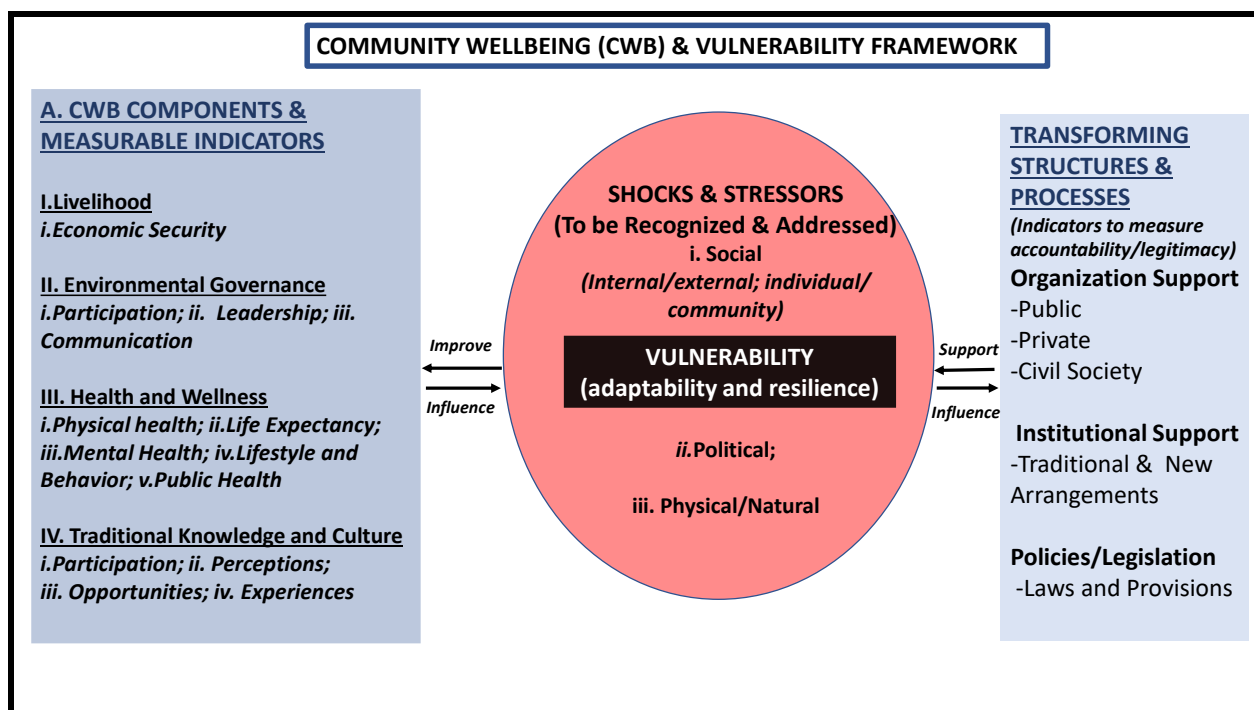 COMMUNITY WELLBEING (CWB) & VULNERABILITY FRAMEWORK
A. CWB COMPONENTS &
MEASURABLE INDICATORS
I.Livelihood
i.Economic Security
II. Environmental Governance
i.Participation; ii.  Leadership; iii.
Communication
III. Health and Wellness
i.Physical health; ii.Life Expectancy;
iii.Mental Health; iv.Lifestyle and
Behavior; v.Public Health
IV. Traditional Knowledge and Culture
i.Participation; ii. Perceptions;
iii. Opportunities; iv. Experiences
Improve
Influence
SHOCKS & STRESSORS
(To be Recognized & Addressed)
i. Social
(Internal/external; individual/
community)
VULNERABILITY
(adaptability and resilience)
ii.Political;
iii. Physical/Natural
Support
Influence
TRANSFORMING
STRUCTURES &
PROCESSES
(Indicators to measure
accountability/legitimacy)
Organization Support
-Public
-Private
-Civil Society
Institutional Support
-Traditional &  New
Arrangements
Policies/Legislation
-Laws and Provisions